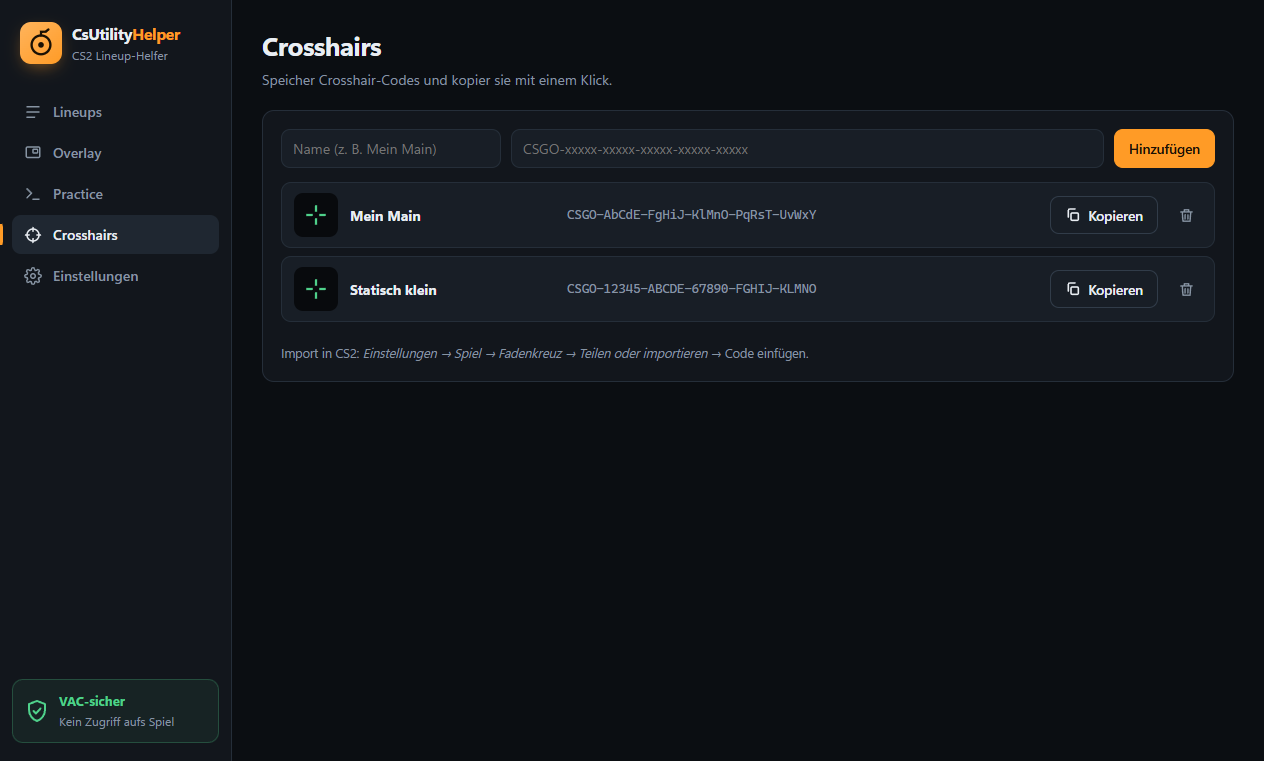 CsUtilityHelper
CS2 Lineup-Helfer
Lineups
Overlay
Practice
Crosshairs
Einstellungen
VAC-sicher
Kein Zugriff aufs Spiel
Crosshairs
Speicher Crosshair-Codes und kopier sie mit einem Klick.
Name (z. B. Mein Main) CSGO-xxxxx-xxxxx-xxxxx-xxxxx-xxxxx Hinzufügen
Mein Main CSGO-AbCdE-FgHiJ-KlMnO-PqRsT-UvWxY Kopieren
Statisch klein CSGO-12345-ABCDE-67890-FGHIJ-KLMNO Kopieren
Import in CS2: Einstellungen → Spiel → Fadenkreuz → Teilen oder importieren → Code einfügen.